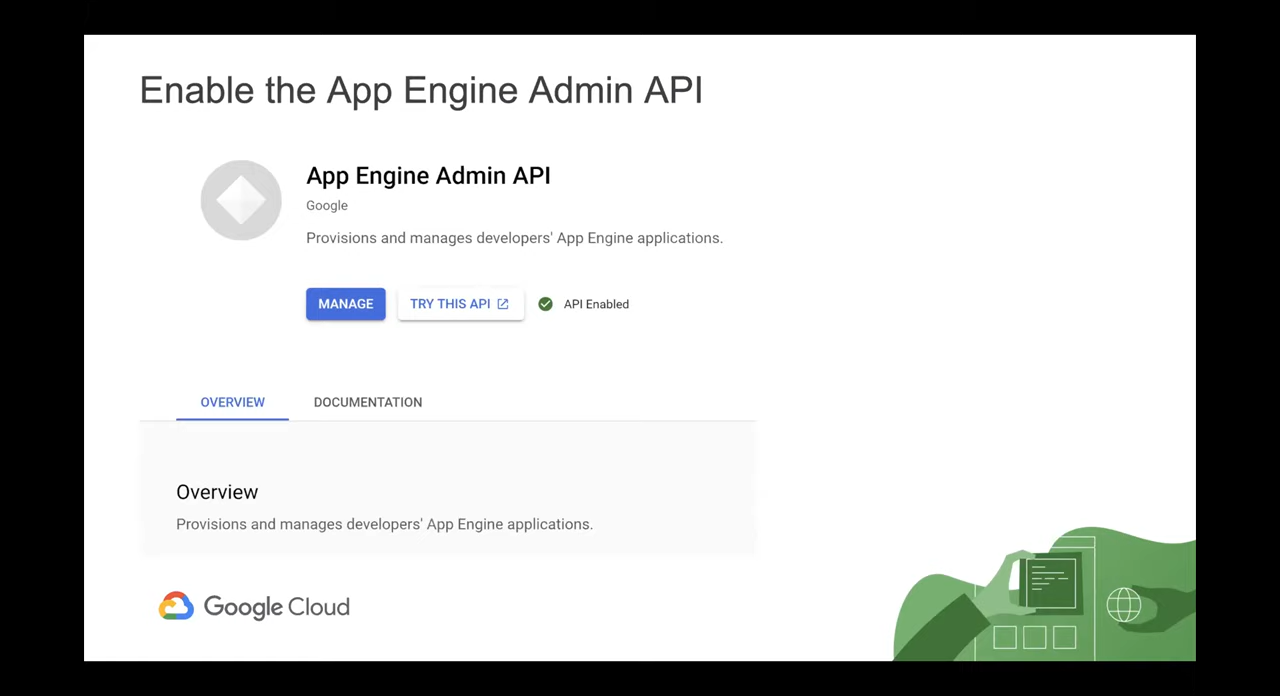 Enable the App Engine Admin API
App Engine Admin API
Google
Provisions and manages developers' App Engine applications.
MANAGE
TRY THIS API
API Enabled
OVERVIEW
DOCUMENTATION
Overview
Provisions and manages developers' App Engine applications.
Google Cloud